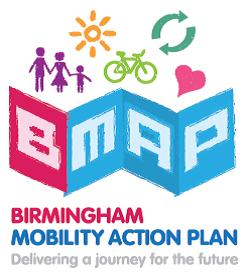 BMAP
BIRMINGHAM
MOBILITY ACTION PLAN
Delivering a journey for the future